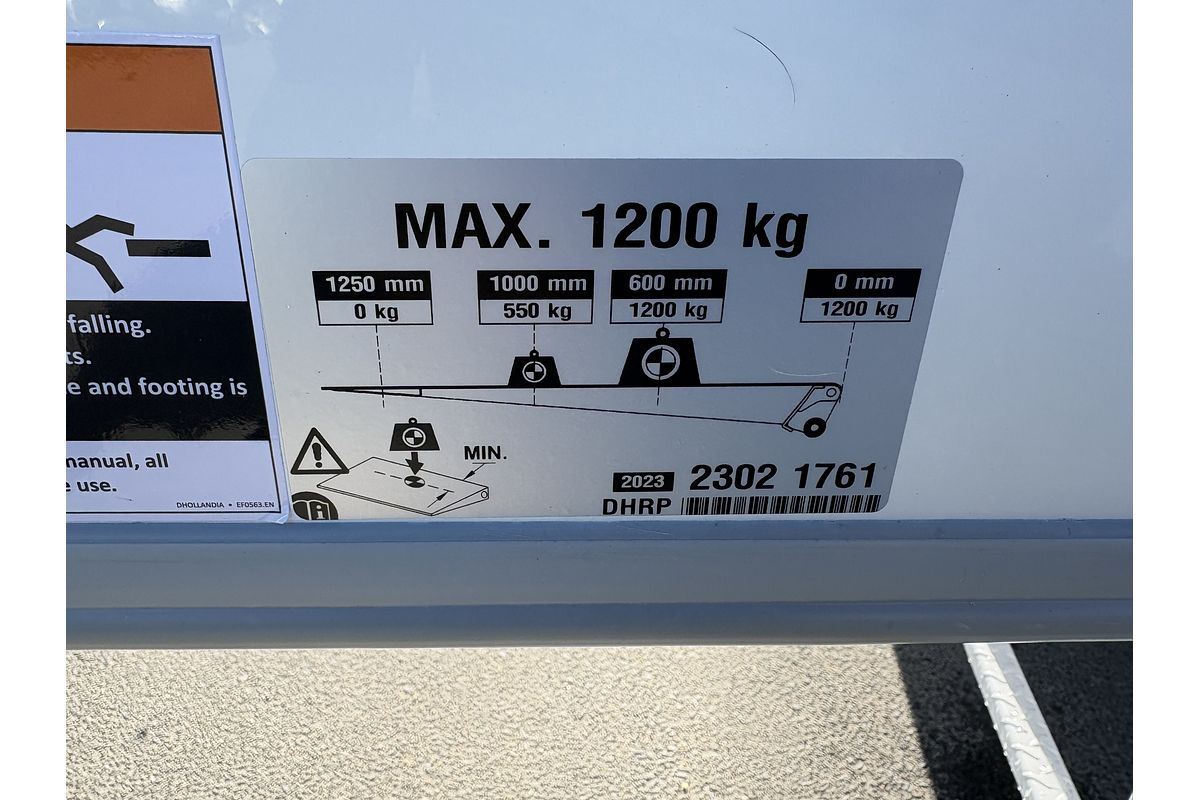 falling.
ts.
e and footing is
manual, all
e use.
DHOLLANDIA • EF0563.EN
MAX. 1200 kg
1250 mm 1000 mm 600 mm 0 mm
0 kg 550 kg 1200 kg 1200 kg
MIN.
2023 2302 1761
DHRP